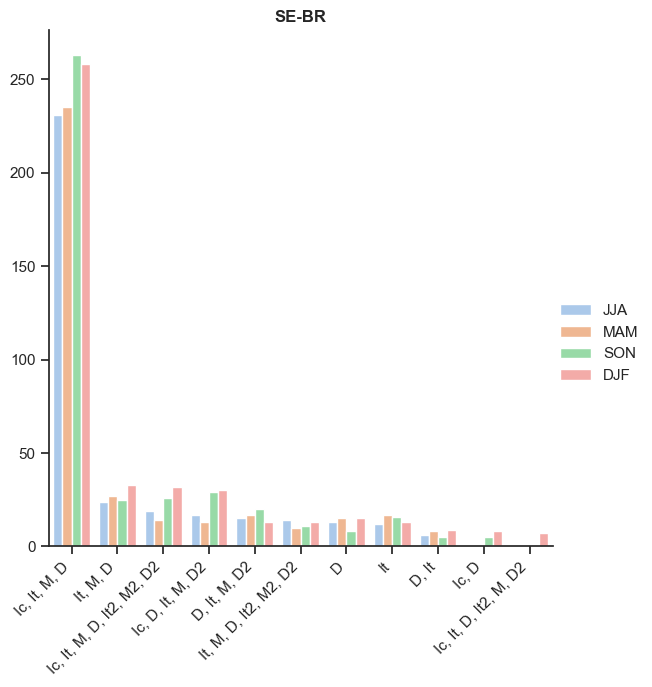 SE-BR
250
200
150
100
50
0
JJA
MAM
SON
DJF
Ic, It, M, D
It, M, D
Ic, It, M, D, It2, M2, D2
Ic, D, It, M, D2
D, It, M, D2
It, M, D, It2, M2, D2
D
It
D, It
Ic, D
Ic, It, D, It2, M, D2